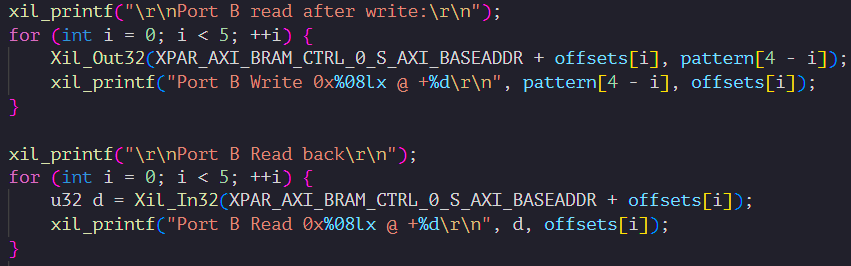 xil_printf("\r\nPort B read after write:\r\n");
for (int i = 0; i < 5; ++i) {
    Xil_Out32(XPAR_AXI_BRAM_CTRL_0_S_AXI_BASEADDR + offsets[i], pattern[4 - i]);
    xil_printf("Port B Write 0x%08lx @ +%d\r\n", pattern[4 - i], offsets[i]);
}

xil_printf("\r\nPort B Read back\r\n");
for (int i = 0; i < 5; ++i) {
    u32 d = Xil_In32(XPAR_AXI_BRAM_CTRL_0_S_AXI_BASEADDR + offsets[i]);
    xil_printf("Port B Read 0x%08lx @ +%d\r\n", d, offsets[i]);
}